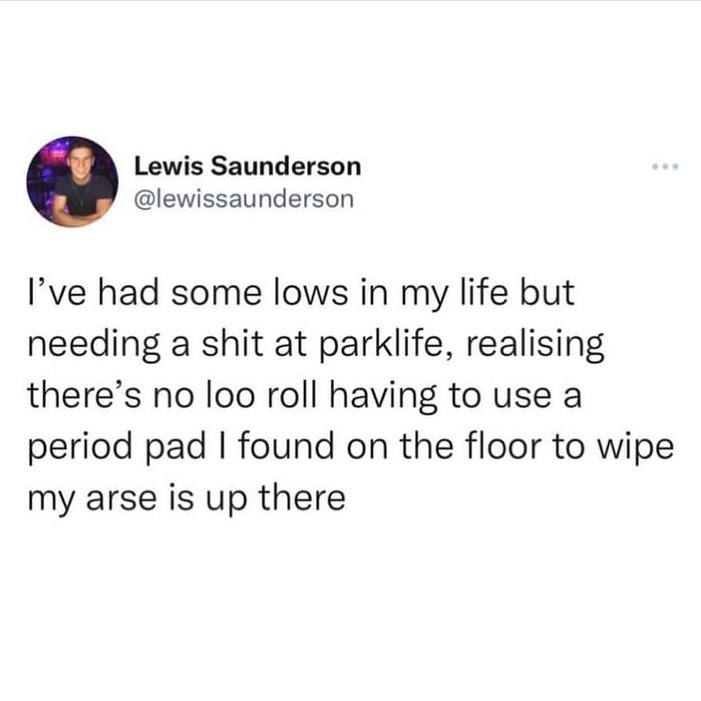 Lewis Saunderson
@lewissaunderson
I’ve had some lows in my life but
needing a shit at parklife, realising
there’s no loo roll having to use a
period pad I found on the floor to wipe
my arse is up there